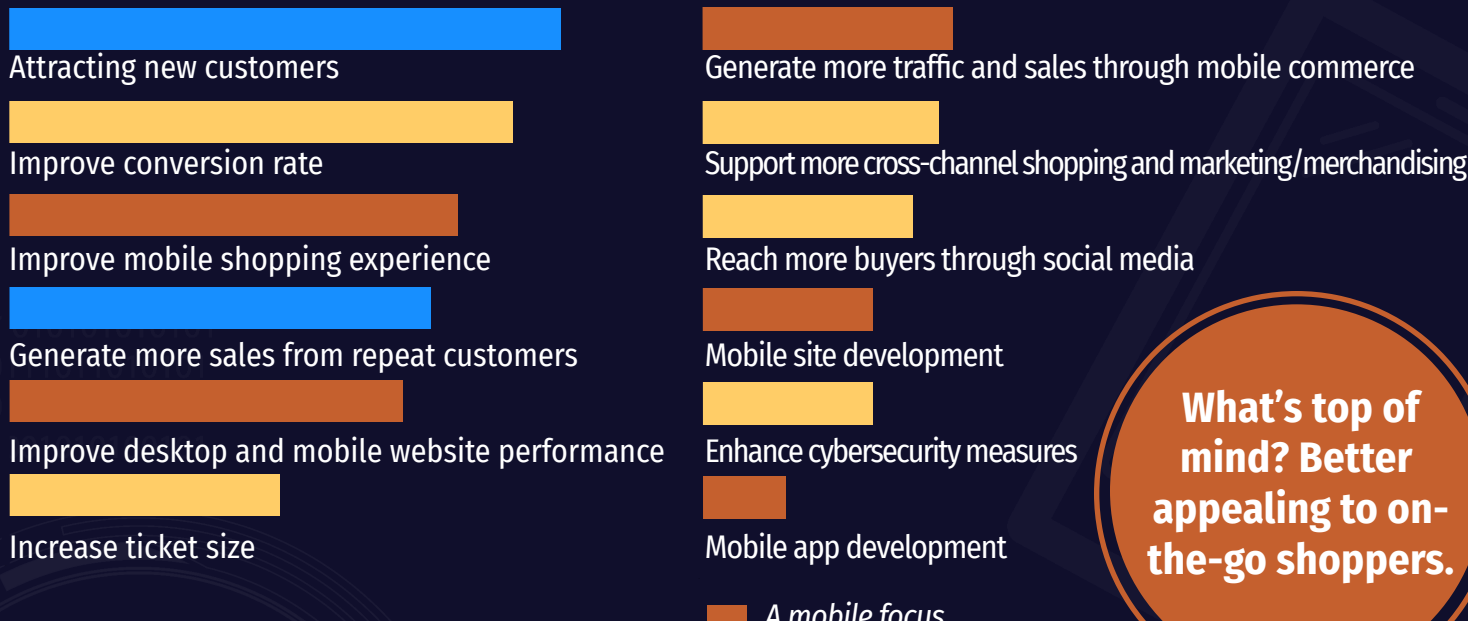 Attracting new customers
Improve conversion rate
Improve mobile shopping experience
Generate more sales from repeat customers
Improve desktop and mobile website performance
Increase ticket size
Generate more traffic and sales through mobile commerce
Support more cross-channel shopping and marketing/merchandising
Reach more buyers through social media
Mobile site development
Enhance cybersecurity measures
Mobile app development
A mobile focus
What's top of
mind? Better
appealing to on-
the-go shoppers.